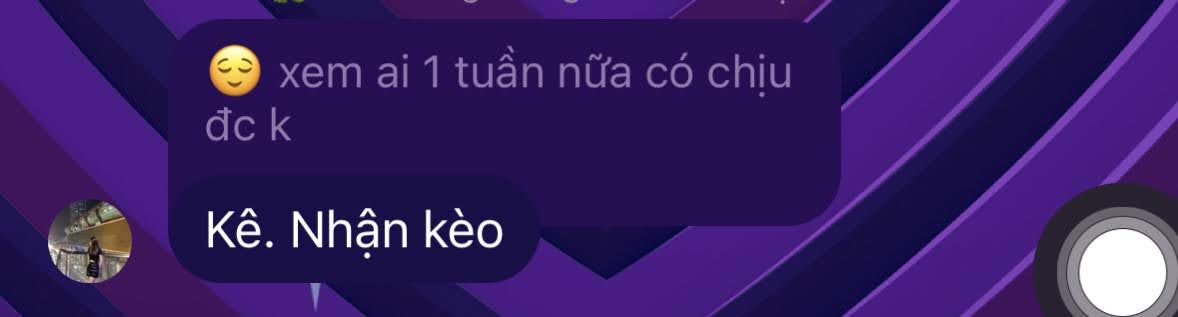 😌 xem ai 1 tuần nữa có chịu
đc k
Kê. Nhận kèo